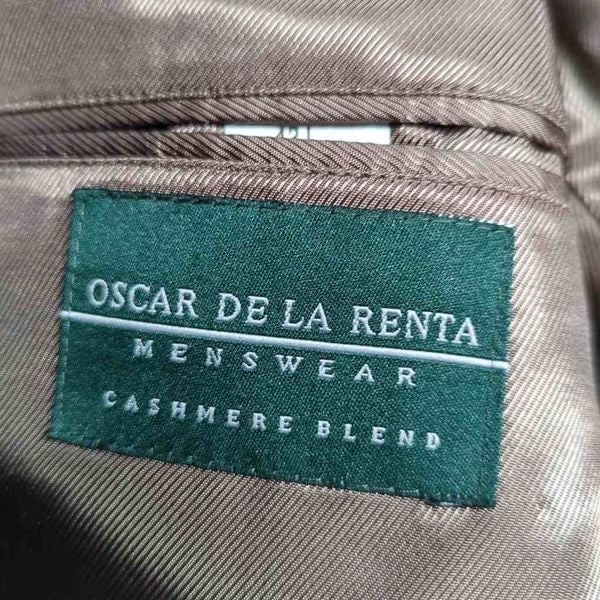 OSCAR DE LA RENTA
MENSWEAR
CASHMERE BLEND